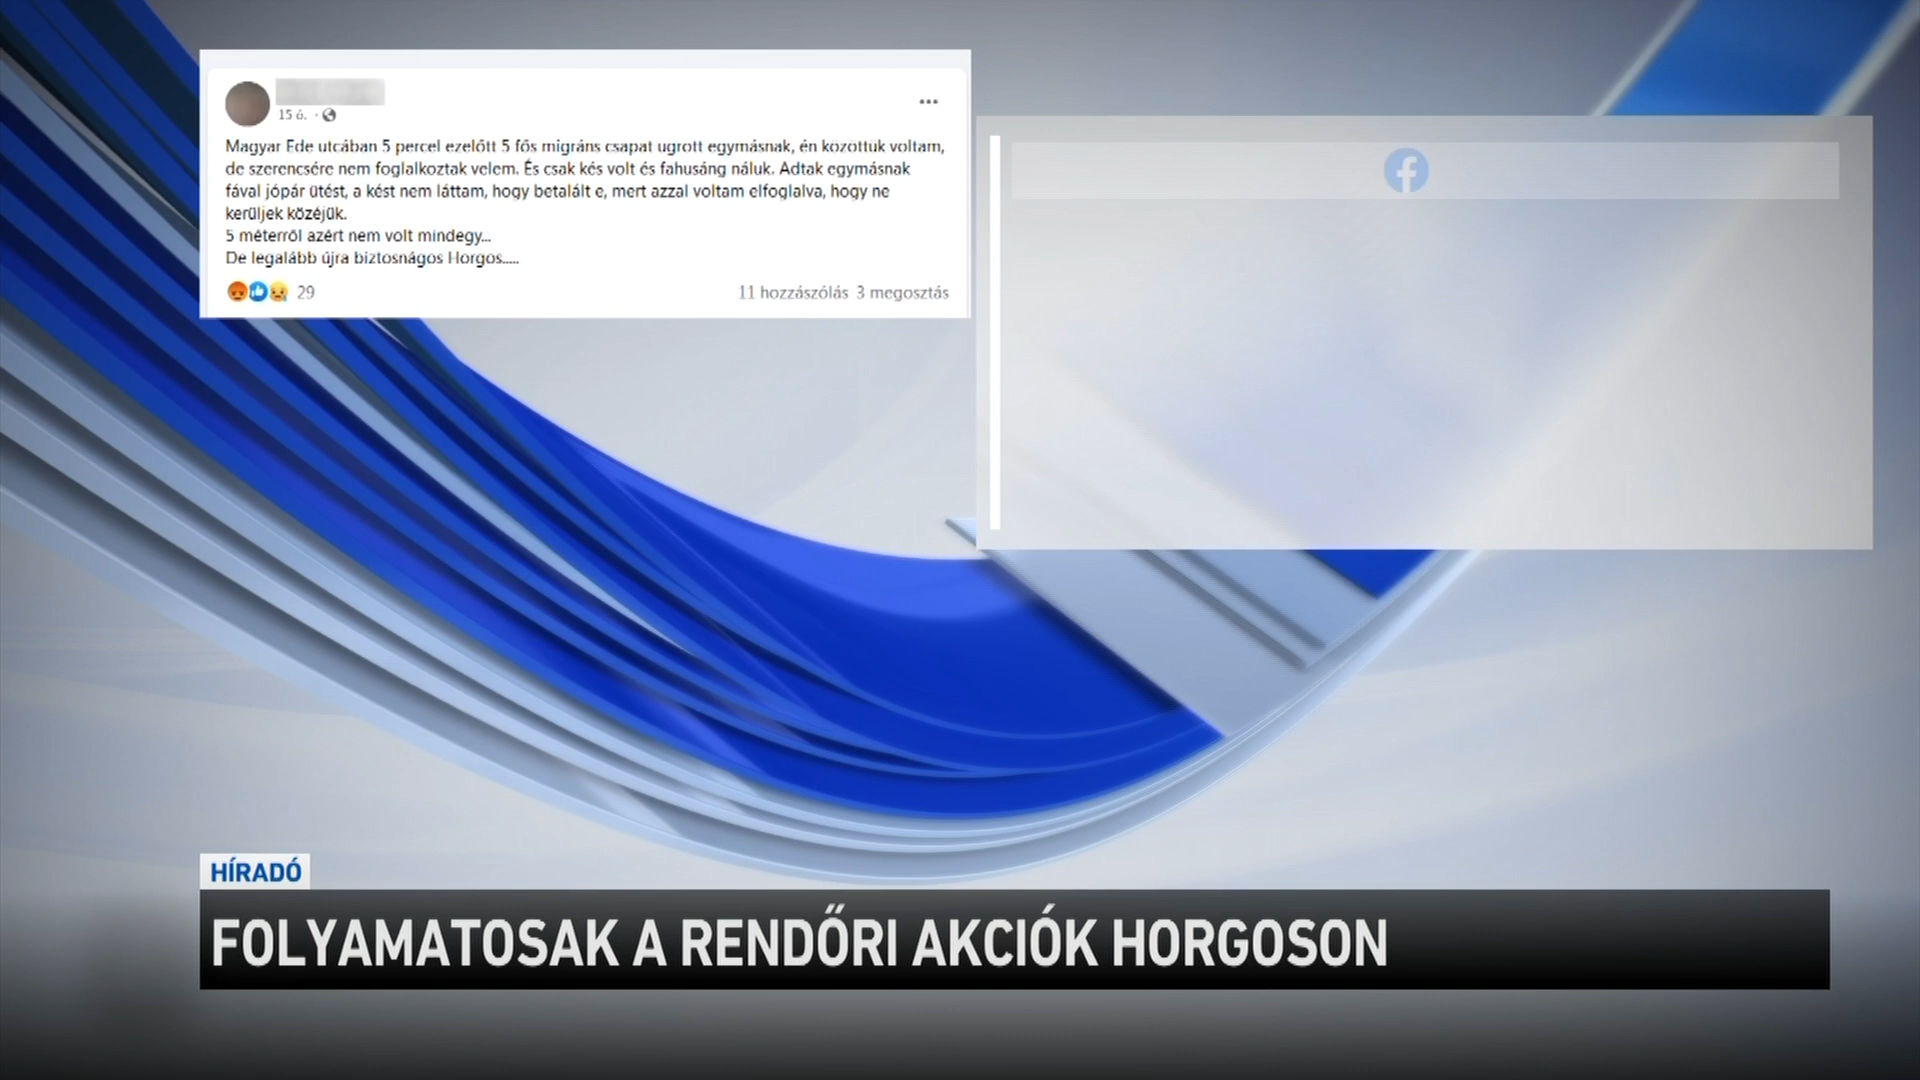 15 ó. ·
Magyar Ede utcában 5 percel ezelőtt 5 fős migráns csapat ugrott egymásnak, én közöttük voltam,
de szerencsére nem foglalkoztak velem. És csak kés volt és fahusáng náluk. Adtak egymásnak
fával jópár ütést, a kést nem láttam, hogy betalált e, mert azzal voltam elfoglalva, hogy ne
kerüljek közéjük.
5 méterről azért nem volt mindegy...
De legalább újra biztosnágos Horgos.....
29 11 hozzászólás 3 megosztás
HÍRADÓ
FOLYAMATOSAK A RENDŐRI AKCIÓK HORGOSON